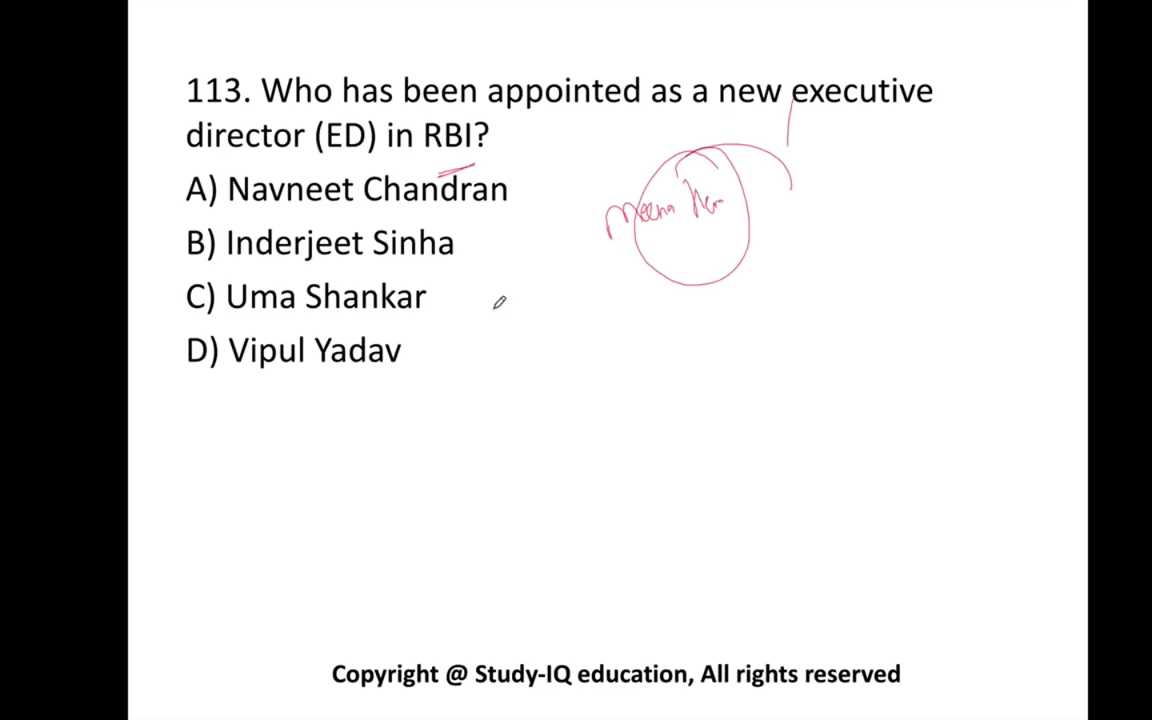 113. Who has been appointed as a new executive
director (ED) in RBI?
A) Navneet Chandran
B) Inderjeet Sinha
C) Uma Shankar
D) Vipul Yadav
Meena
Copyright @ Study-IQ education, All rights reserved